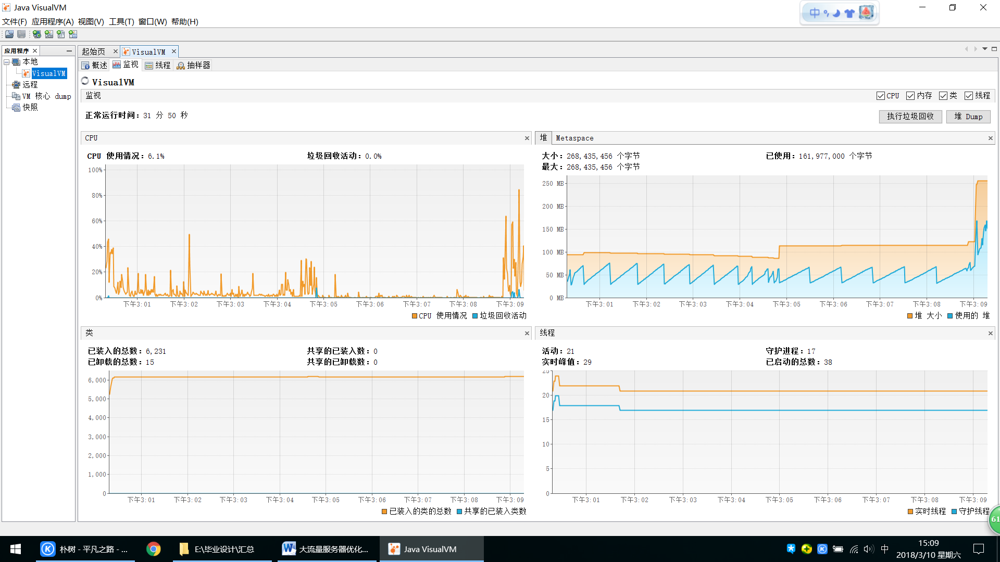 Java VisualVM
中
文件(F) 应用程序(A) 视图(V) 工具(T) 窗口(W) 帮助(H)
应用程序
起始页
VisualVM
本地
VisualVM
远程
VM 核心 dump
快照
概述
监视
线程
抽样器
VisualVM
监视
CPU
内存
类
线程
正常运行时间: 31 分 50 秒
执行垃圾回收
堆 Dump
CPU
CPU 使用情况: 6.1%
垃圾回收活动: 0.0%
100%
80%
60%
40%
20%
0%
下午3:01 下午3:02 下午3:03 下午3:04 下午3:05 下午3:06 下午3:07 下午3:08 下午3:09
CPU 使用情况 垃圾回收活动
堆 Metaspace
大小: 268,435,456 个字节
已使用: 161,977,000 个字节
最大: 268,435,456 个字节
250 MB
200 MB
150 MB
100 MB
50 MB
0 MB
下午3:01 下午3:02 下午3:03 下午3:04 下午3:05 下午3:06 下午3:07 下午3:08 下午3:09
堆 大小 使用的 堆
类
已装入的总数: 6,231
共享的已装入数: 0
已卸载的总数: 15
共享的已卸载数: 0
6,000
5,000
4,000
3,000
2,000
1,000
0
下午3:01 下午3:02 下午3:03 下午3:04 下午3:05 下午3:06 下午3:07 下午3:08 下午3:09
已装入的类的总数 共享的已装入类数
线程
活动: 21
守护进程: 17
实时峰值: 29
已启动的总数: 38
25
20
15
10
5
0
下午3:01 下午3:02 下午3:03 下午3:04 下午3:05 下午3:06 下午3:07 下午3:08 下午3:09
实时线程 守护线程
61
朴树 - 平凡之路 - ...
E:\毕业设计\汇总
大流量服务器优化...
Java VisualVM
中
15:09
2018/3/10 星期六